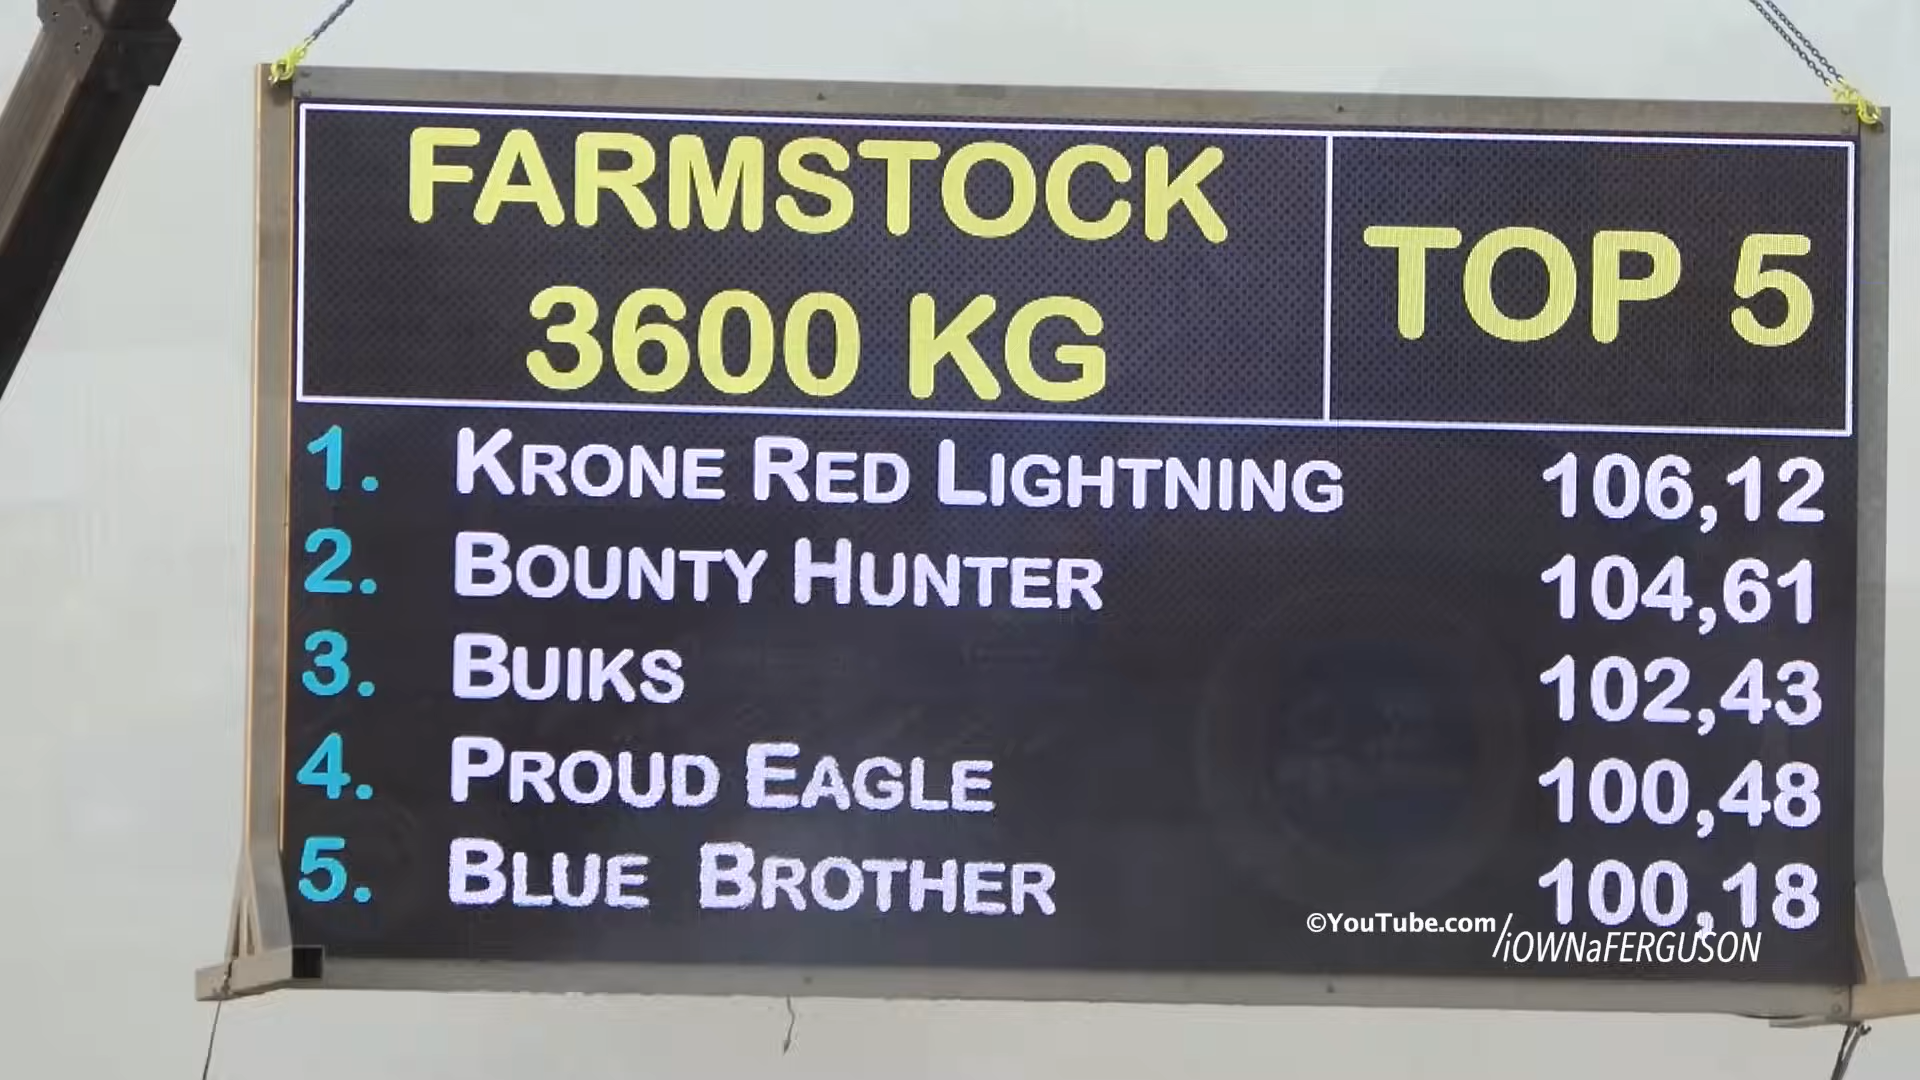 FARMSTOCK
3600 KG
TOP 5
1. KRONE RED LIGHTNING 106,12
2. BOUNTY HUNTER 104,61
3. BUIKS 102,43
4. PROUD EAGLE 100,48
5. BLUE BROTHER 100,18
©YouTube.com/iOWNaFERGUSON